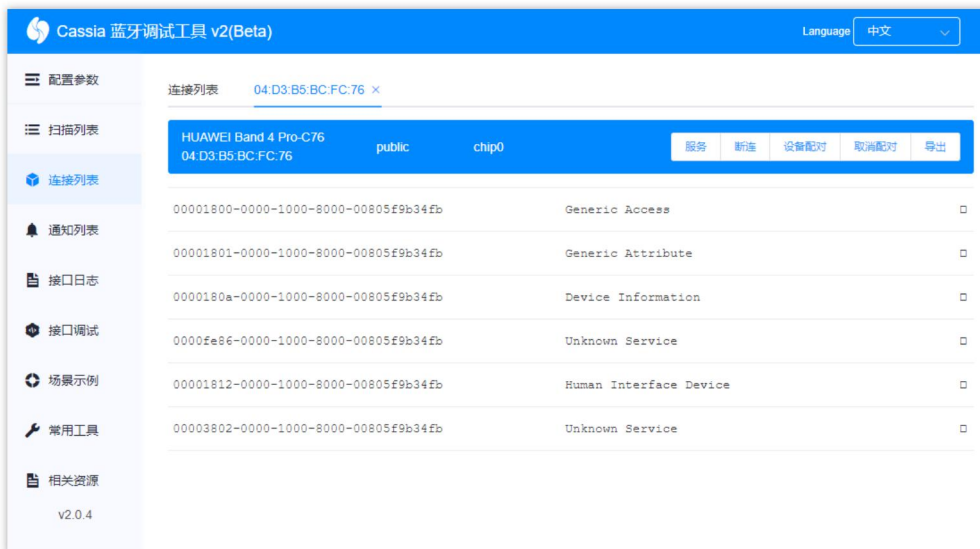 Cassia 蓝牙调试工具 v2(Beta)
Language 中文
配置参数
扫描列表
连接列表
通知列表
接口日志
接口调试
场景示例
常用工具
相关资源
v2.0.4
连接列表 04:D3:B5:BC:FC:76 ×
HUAWEI Band 4 Pro-C76
04:D3:B5:BC:FC:76
public chip0 服务 断连 设备配对 取消配对 导出
00001800-0000-1000-8000-00805f9b34fb Generic Access
00001801-0000-1000-8000-00805f9b34fb Generic Attribute
0000180a-0000-1000-8000-00805f9b34fb Device Information
0000fe86-0000-1000-8000-00805f9b34fb Unknown Service
00001812-0000-1000-8000-00805f9b34fb Human Interface Device
00003802-0000-1000-8000-00805f9b34fb Unknown Service